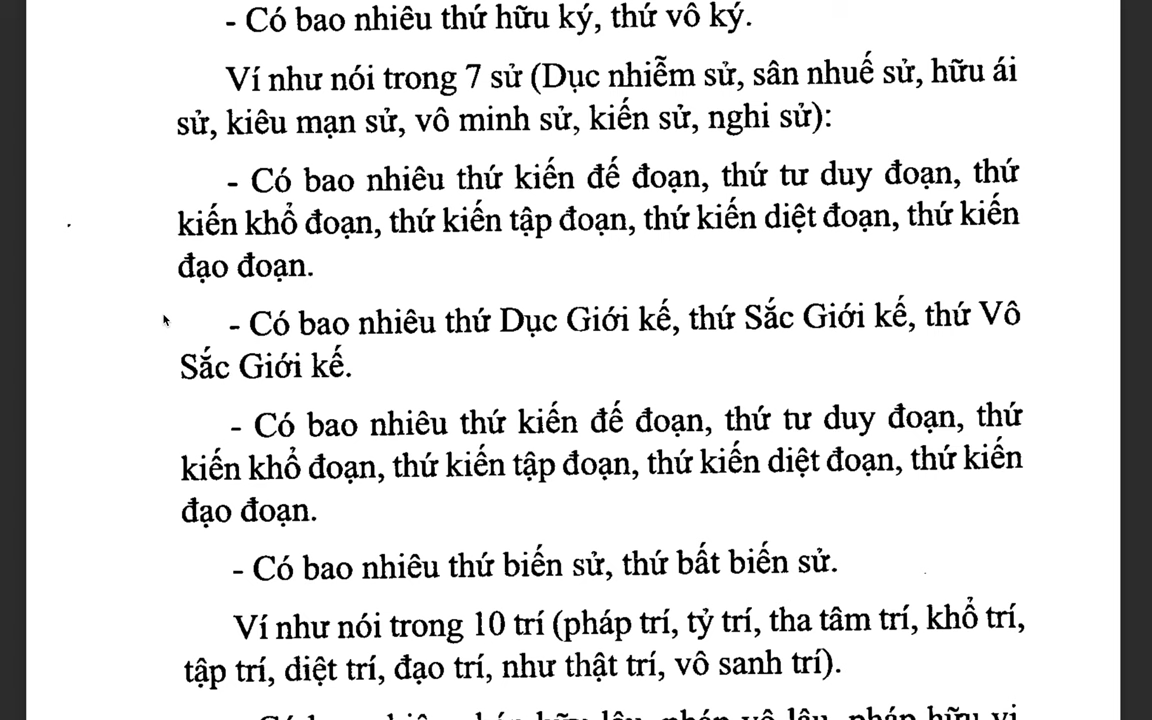 - Có bao nhiêu thứ hữu ký, thứ vô ký.
Ví như nói trong 7 sử (Dục nhiễm sử, sân nhuế sử, hữu ái
sử, kiêu mạn sử, vô minh sử, kiến sử, nghi sử):
- Có bao nhiêu thứ kiến đế đoạn, thứ tư duy đoạn, thứ
kiến khổ đoạn, thứ kiến tập đoạn, thứ kiến diệt đoạn, thứ kiến
đạo đoạn.
- Có bao nhiêu thứ Dục Giới kế, thứ Sắc Giới kế, thứ Vô
Sắc Giới kế.
- Có bao nhiêu thứ kiến đế đoạn, thứ tư duy đoạn, thứ
kiến khổ đoạn, thứ kiến tập đoạn, thứ kiến diệt đoạn, thứ kiến
đạo đoạn.
- Có bao nhiêu thứ biến sử, thứ bất biến sử.
Ví như nói trong 10 trí (pháp trí, tỷ trí, tha tâm trí, khổ trí,
tập trí, diệt trí, đạo trí, như thật trí, vô sanh trí).